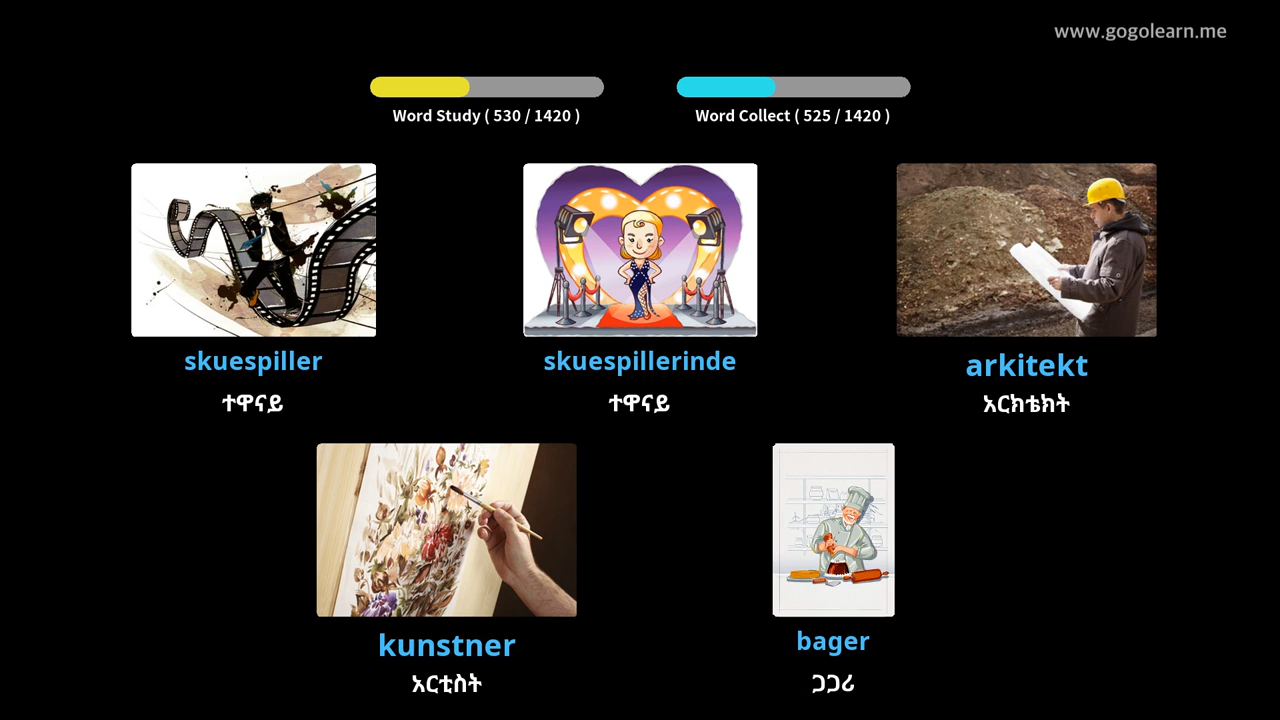 www.gogolearn.me
Word Study ( 530 / 1420 )
Word Collect ( 525 / 1420 )
skuespiller
ተዋናይ
skuespillerinde
ተዋናይ
arkitekt
አርክቴክት
kunstner
አርቲስት
bager
ጋጋሪ